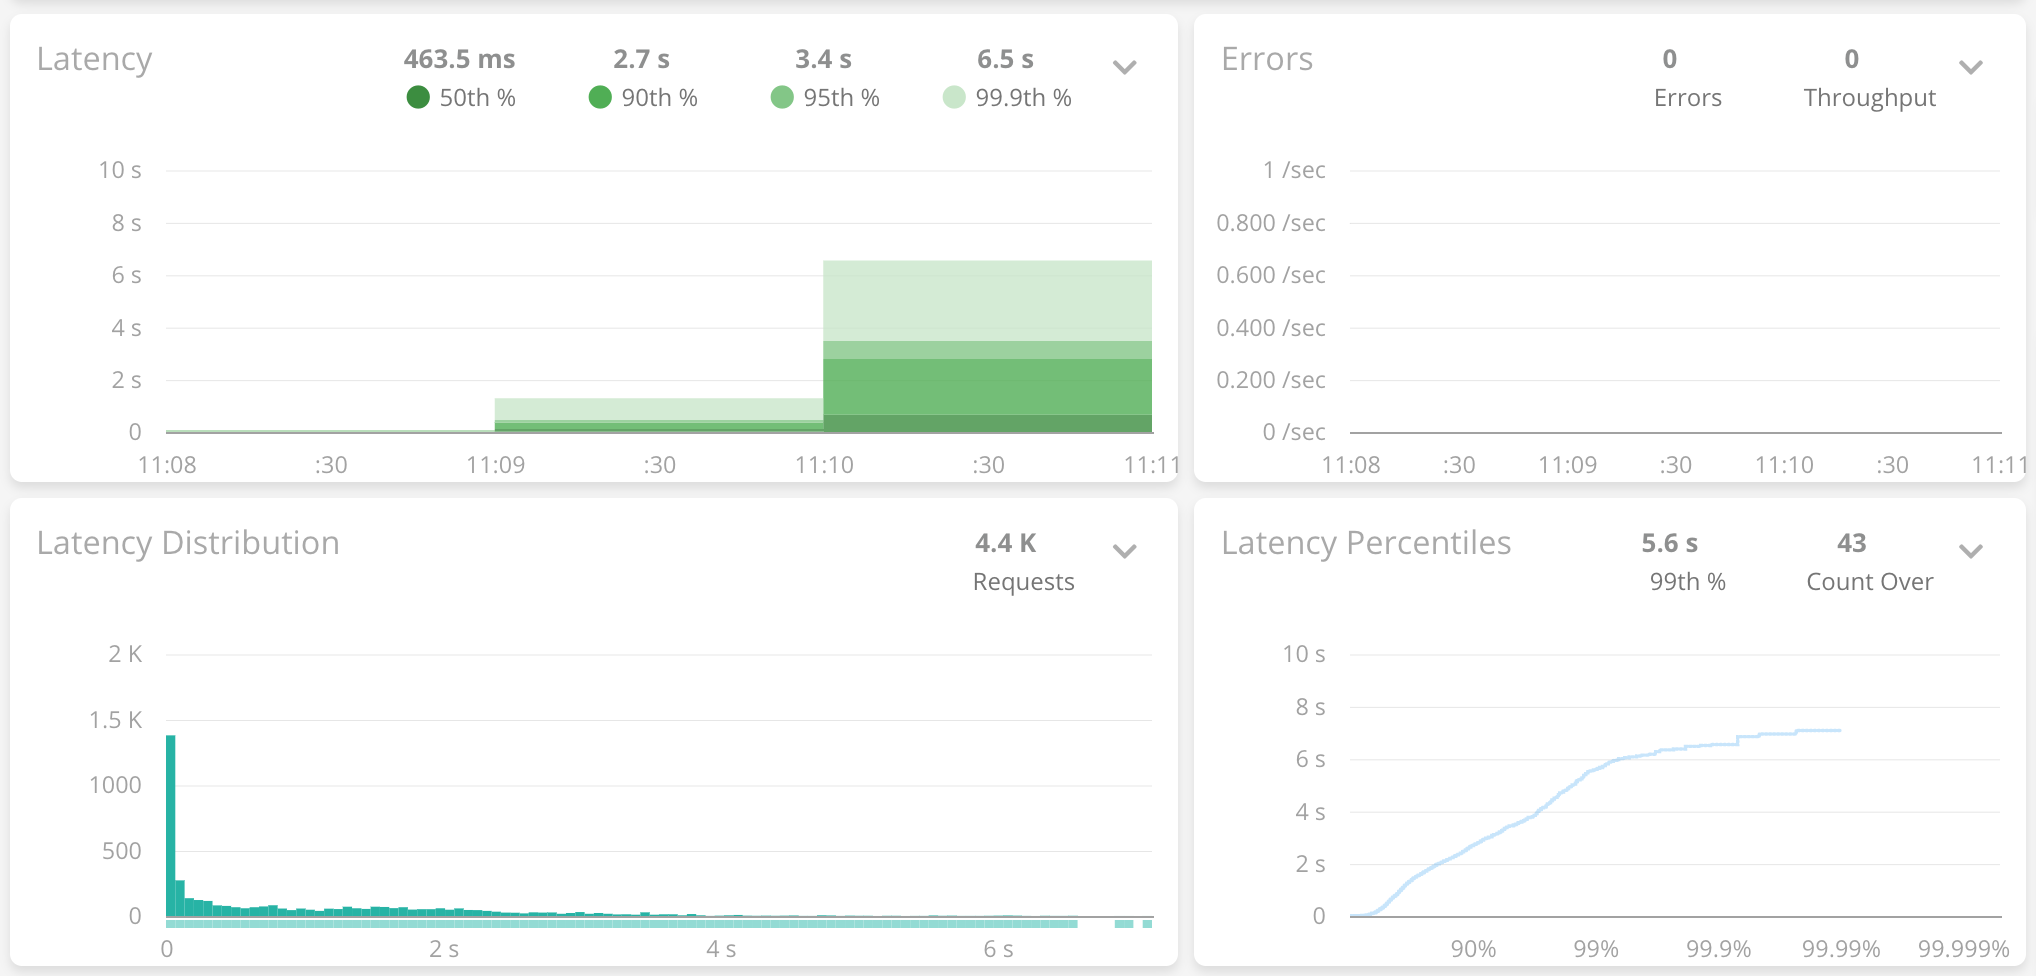 Latency
463.5 ms 2.7 s 3.4 s 6.5 s
50th % 90th % 95th % 99.9th %
10 s
8 s
6 s
4 s
2 s
0
11:08 :30 11:09 :30 11:10 :30 11:11
Errors
0 0
Errors Throughput
1 /sec
0.800 /sec
0.600 /sec
0.400 /sec
0.200 /sec
0 /sec
11:08 :30 11:09 :30 11:10 :30 11:11
Latency Distribution
4.4 K
Requests
2 K
1.5 K
1000
500
0
0 2 s 4 s 6 s
Latency Percentiles
5.6 s 43
99th % Count Over
10 s
8 s
6 s
4 s
2 s
0
90% 99% 99.9% 99.99% 99.999%